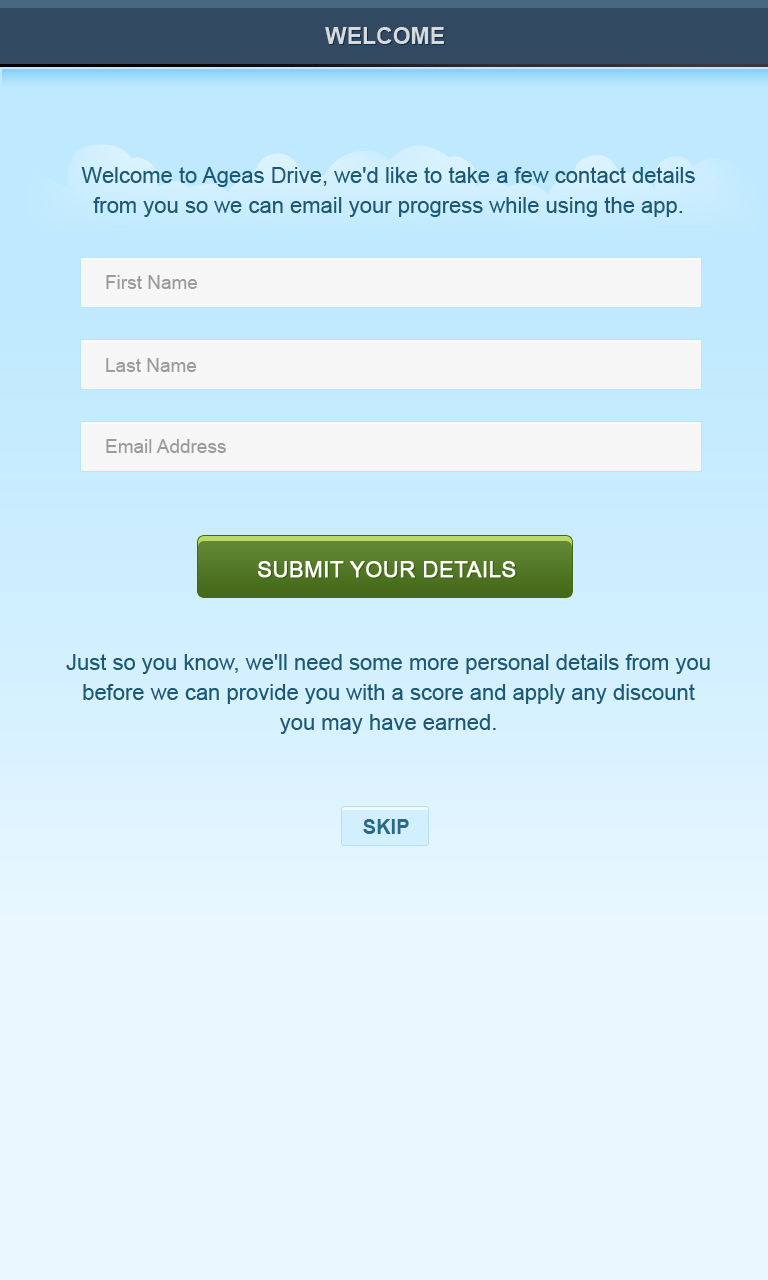 WELCOME
Welcome to Ageas Drive, we'd like to take a few contact details
from you so we can email your progress while using the app.
First Name
Last Name
Email Address
SUBMIT YOUR DETAILS
Just so you know, we'll need some more personal details from you
before we can provide you with a score and apply any discount
you may have earned.
SKIP